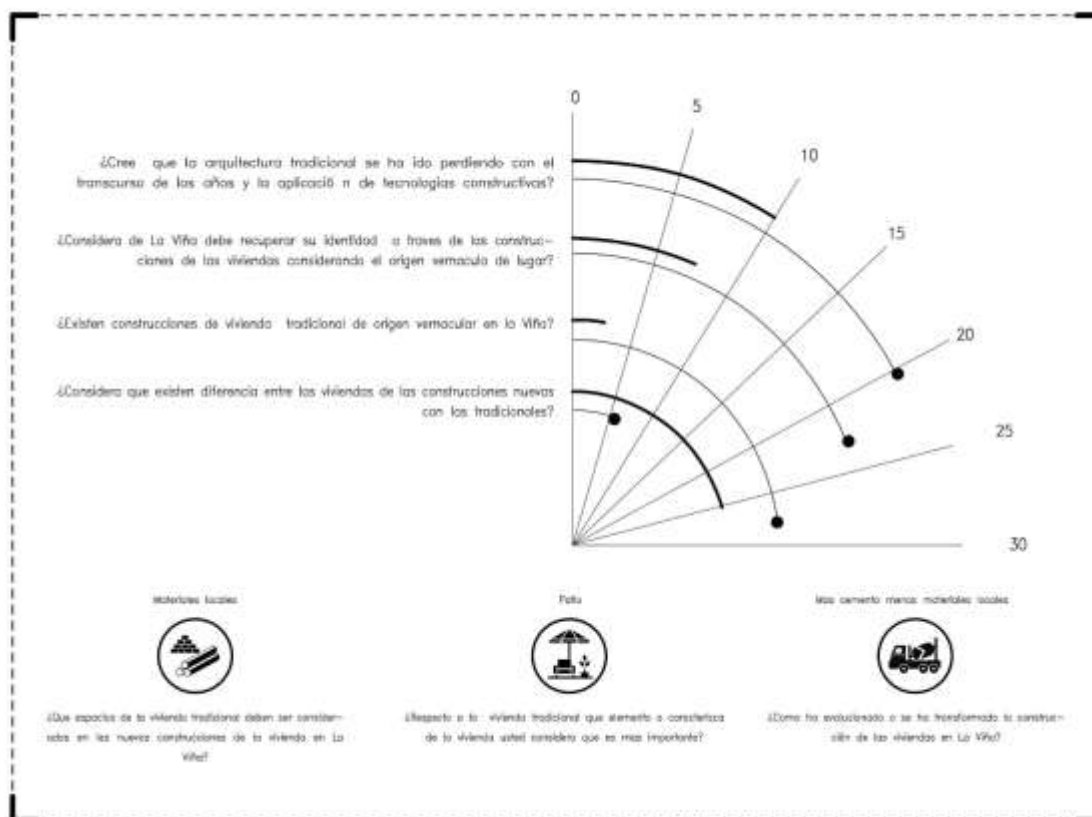 0
5
¿Cree que la arquitectura tradicional se ha ido perdiendo con el
10
transcurso de los años y la aplicació n de tecnologías constructivas?
15
¿Considera de La Viña debe recuperar su identidad a traves de las construc-
ciones de las viviendas considerando el origen vernaculo de lugar?
¿Existen construcciones de vivienda tradicional de origen vernacular en la Viña?
20
¿Considera que existen diferencia entre las viviendas de las construcciones nuevas
con las tradicionales?
25
30
Materiales locales
Patio
Mas cemento menos materiales locales
¿Que espacios de la vivienda tradicional deben ser consider-
ados en las nuevas construcciones de la vivienda en La
Viña?
¿Respecto a la vivienda tradicional que elemento o
de la vivienda usted considera que es mas importante?
¿Como ha evolucionado o se ha transformado la construc-
ción de las viviendas en La Viña?